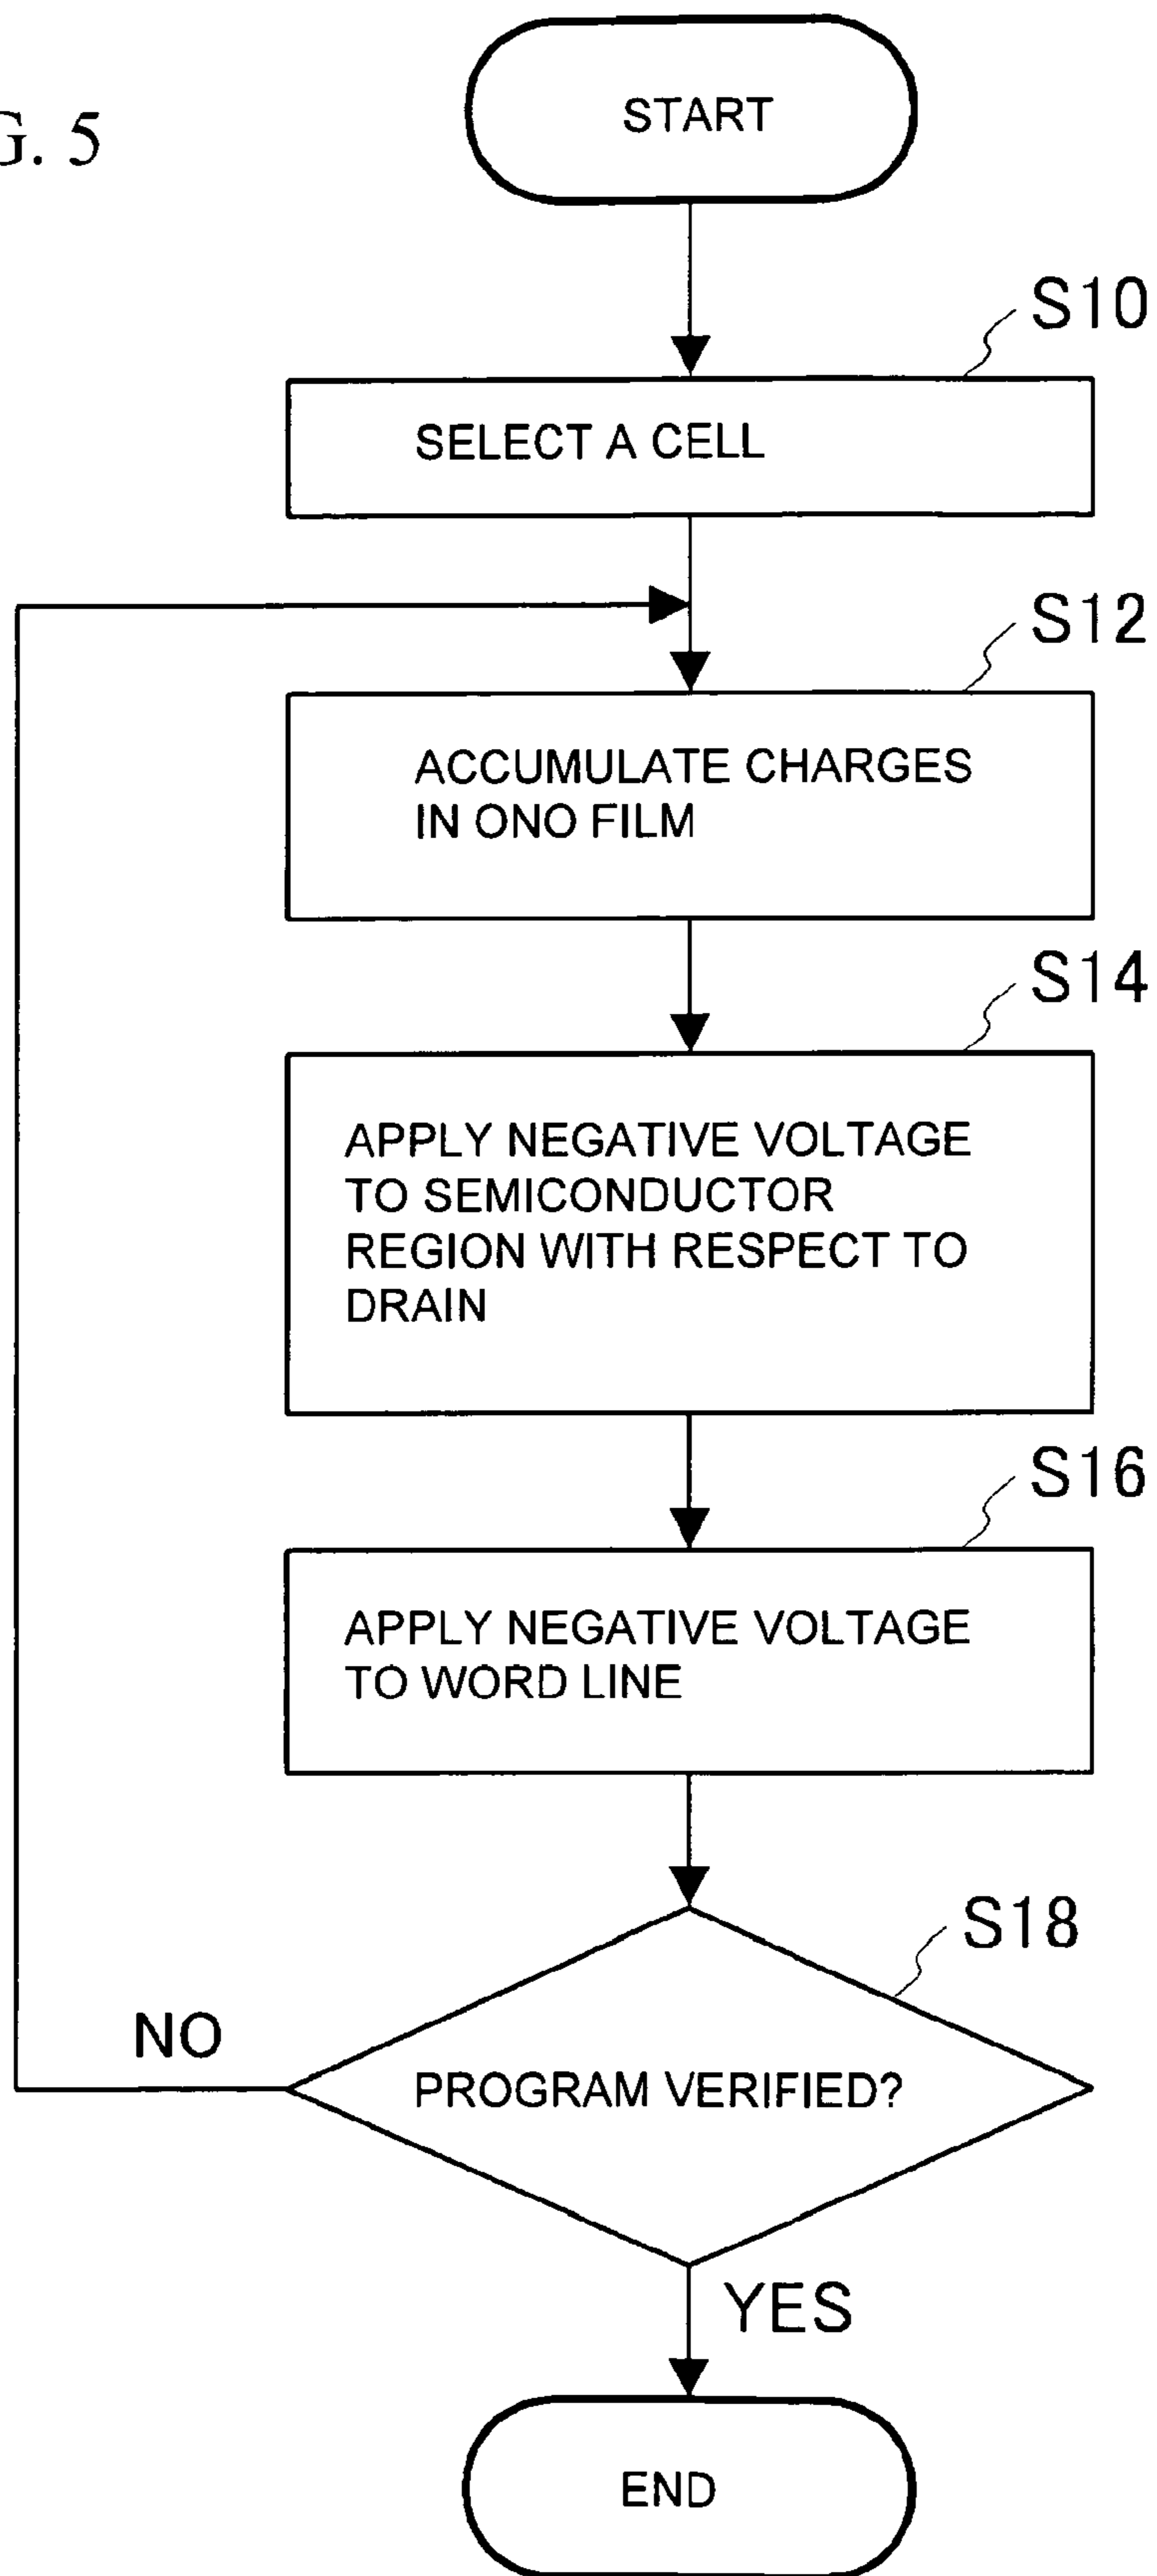 START
G. 5
S10
SELECT A CELL
S12
ACCUMULATE CHARGES
IN ONO FILM
S14
APPLY NEGATIVE VOLTAGE
TO SEMICONDUCTOR
REGION WITH RESPECT TO
DRAIN
S16
APPLY NEGATIVE VOLTAGE
TO WORD LINE
S18
NO
PROGRAM VERIFIED?
YES
END